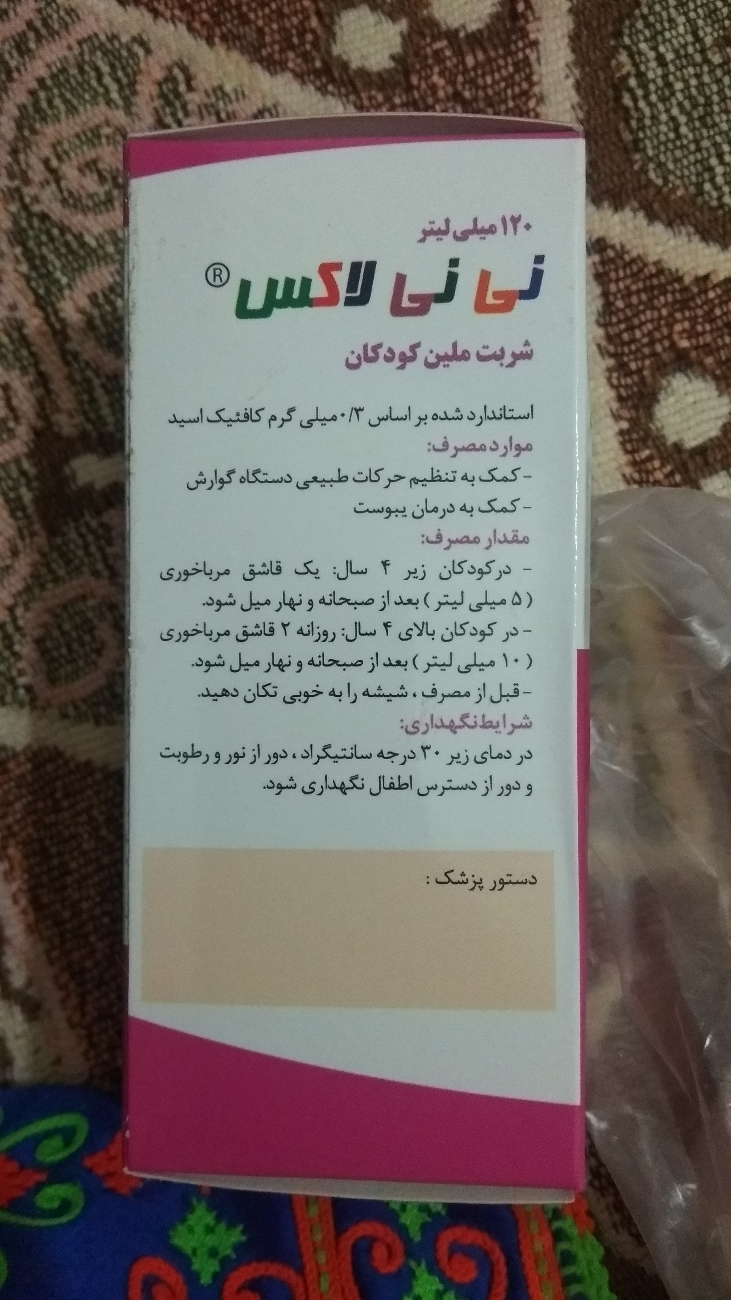 ۱۲۰ میلی لیتر
نی نی لاکس®
شربت ملین کودکان
استاندارد شده بر اساس ۰/۳ میلی گرم کافئیک اسید
موارد مصرف:
- کمک به تنظیم حرکات طبیعی دستگاه گوارش
- کمک به درمان یبوست
مقدار مصرف:
- درکودکان زیر ۴ سال: یک قاشق مرباخوری
( ۵ میلی لیتر ) بعد از صبحانه و نهار میل شود.
- در کودکان بالای ۴ سال: روزانه ۲ قاشق مرباخوری
( ۱۰ میلی لیتر ) بعد از صبحانه و نهار میل شود.
- قبل از مصرف ، شیشه را به خوبی تکان دهید.
شرایط نگهداری:
در دمای زیر ۳۰ درجه سانتیگراد ، دور از نور و رطوبت
و دور از دسترس اطفال نگهداری شود.
دستور پزشک :